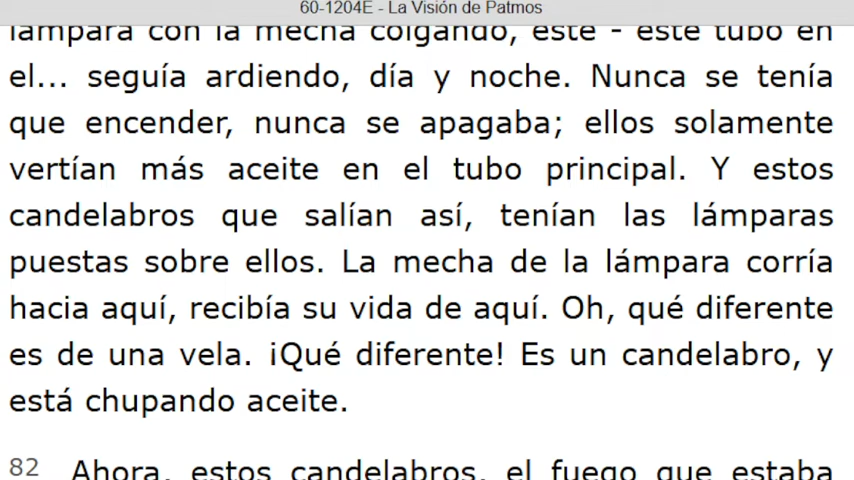 60-1204E - La Visión de Patmos
lámpara con la mecha colgando, este - este tubo en
el... seguía ardiendo, día y noche. Nunca se tenía
que encender, nunca se apagaba; ellos solamente
vertían más aceite en el tubo principal. Y estos
candelabros que salían así, tenían las lámparas
puestas sobre ellos. La mecha de la lámpara corría
hacia aquí, recibía su vida de aquí. Oh, qué diferente
es de una vela. ¡Qué diferente! Es un candelabro, y
está chupando aceite.
82 Ahora, estos candelabros, el fuego que estaba